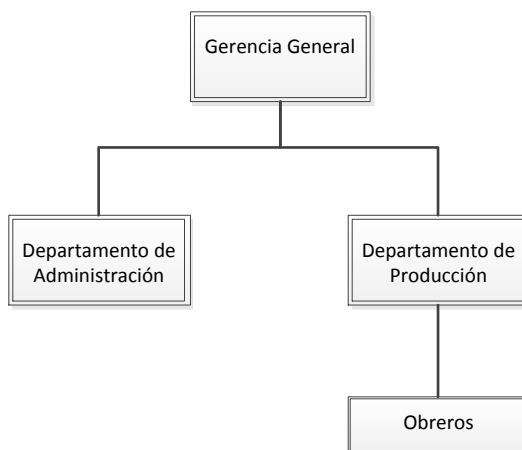 Gerencia General
Departamento de
Administración
Departamento de
Producción
Obreros